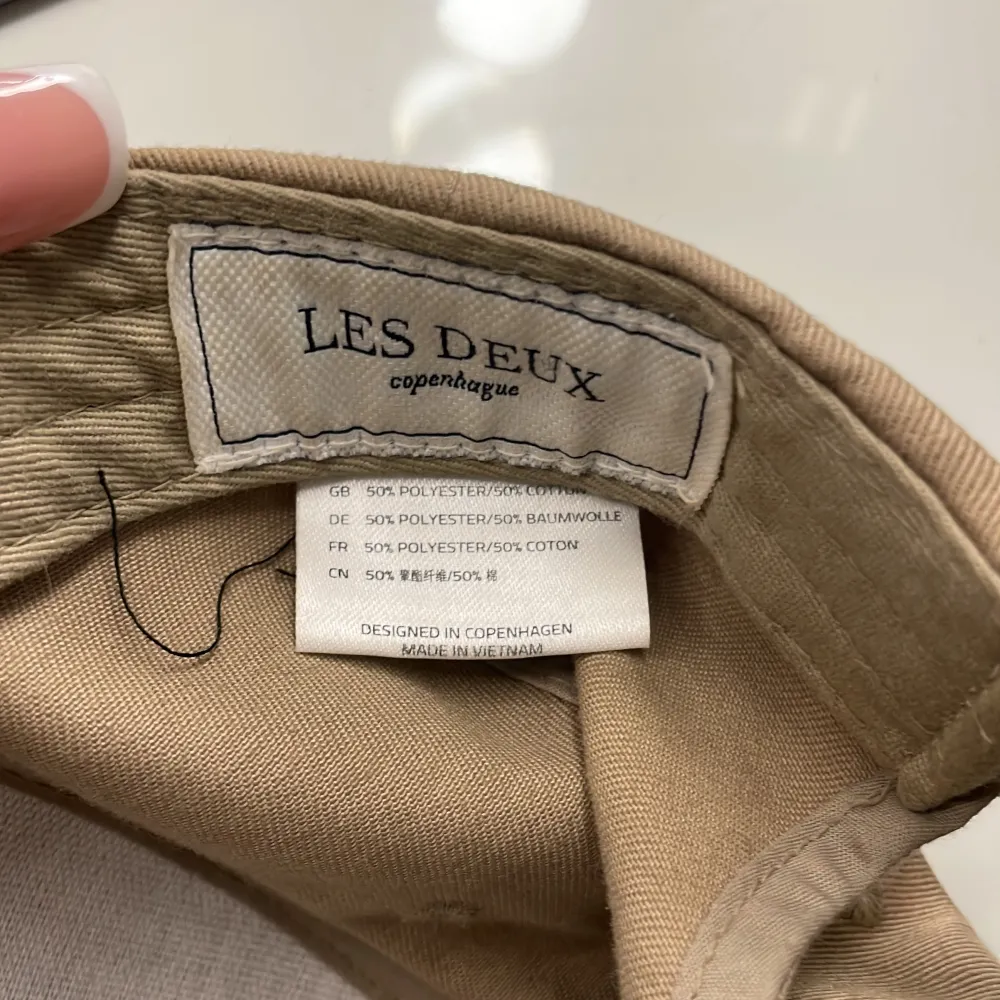 LES DEUX
copenhague
GB 50% POLYESTER/50% COTTON
DE 50% POLYESTER/50% BAUMWOLLE
FR 50% POLYESTER/50% COTON
CN 50% 聚酯纤维/50% 棉
DESIGNED IN COPENHAGEN
MADE IN VIETNAM